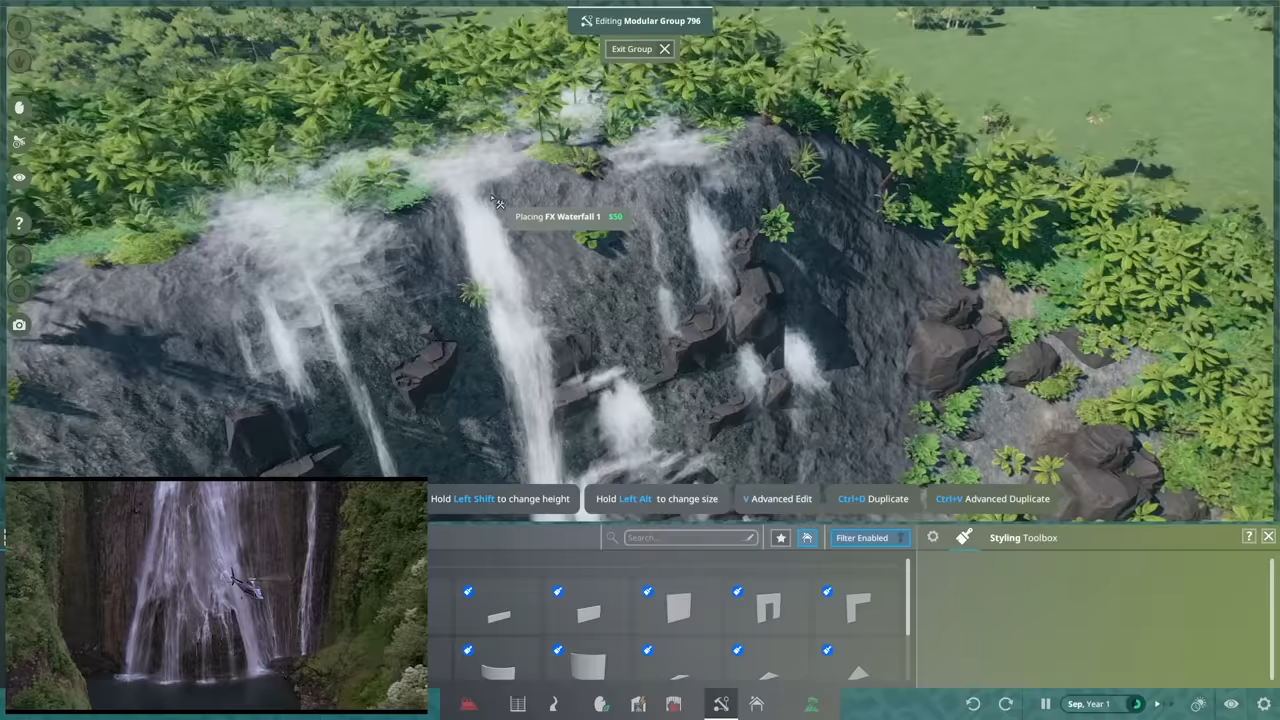 Editing Modular Group 796
Exit Group
Placing FX Waterfall 1 $50
Hold Left Shift to change height
Hold Left Alt to change size
V Advanced Edit
Ctrl+D Duplicate
Ctrl+V Advanced Duplicate
Search...
Filter Enabled
Styling Toolbox
?
?
Sep, Year 1